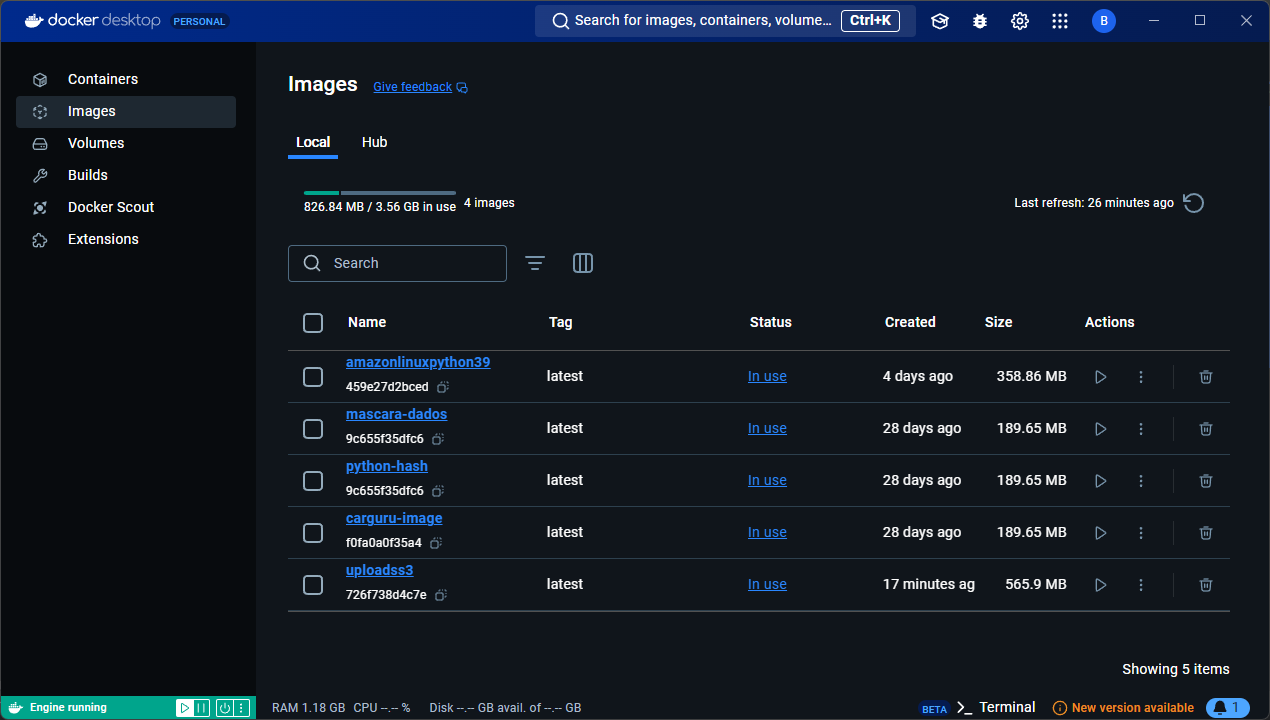 docker desktop PERSONAL Search for images, containers, volume... Ctrl+K B
Containers
Images
Volumes
Builds
Docker Scout
Extensions
Images Give feedback
Local Hub
826.84 MB / 3.56 GB in use 4 images Last refresh: 26 minutes ago
Search
Name Tag Status Created Size Actions
amazonlinuxpython39
459e27d2bced latest In use 4 days ago 358.86 MB
mascara-dados
9c655f35dfc6 latest In use 28 days ago 189.65 MB
python-hash
9c655f35dfc6 latest In use 28 days ago 189.65 MB
carguru-image
f0fa0a0f35a4 latest In use 28 days ago 189.65 MB
uploadss3
726f738d4c7e latest In use 17 minutes ag 565.9 MB
Showing 5 items
Engine running RAM 1.18 GB CPU --.-- % Disk --.-- GB avail. of --.-- GB BETA >_ Terminal New version available 1